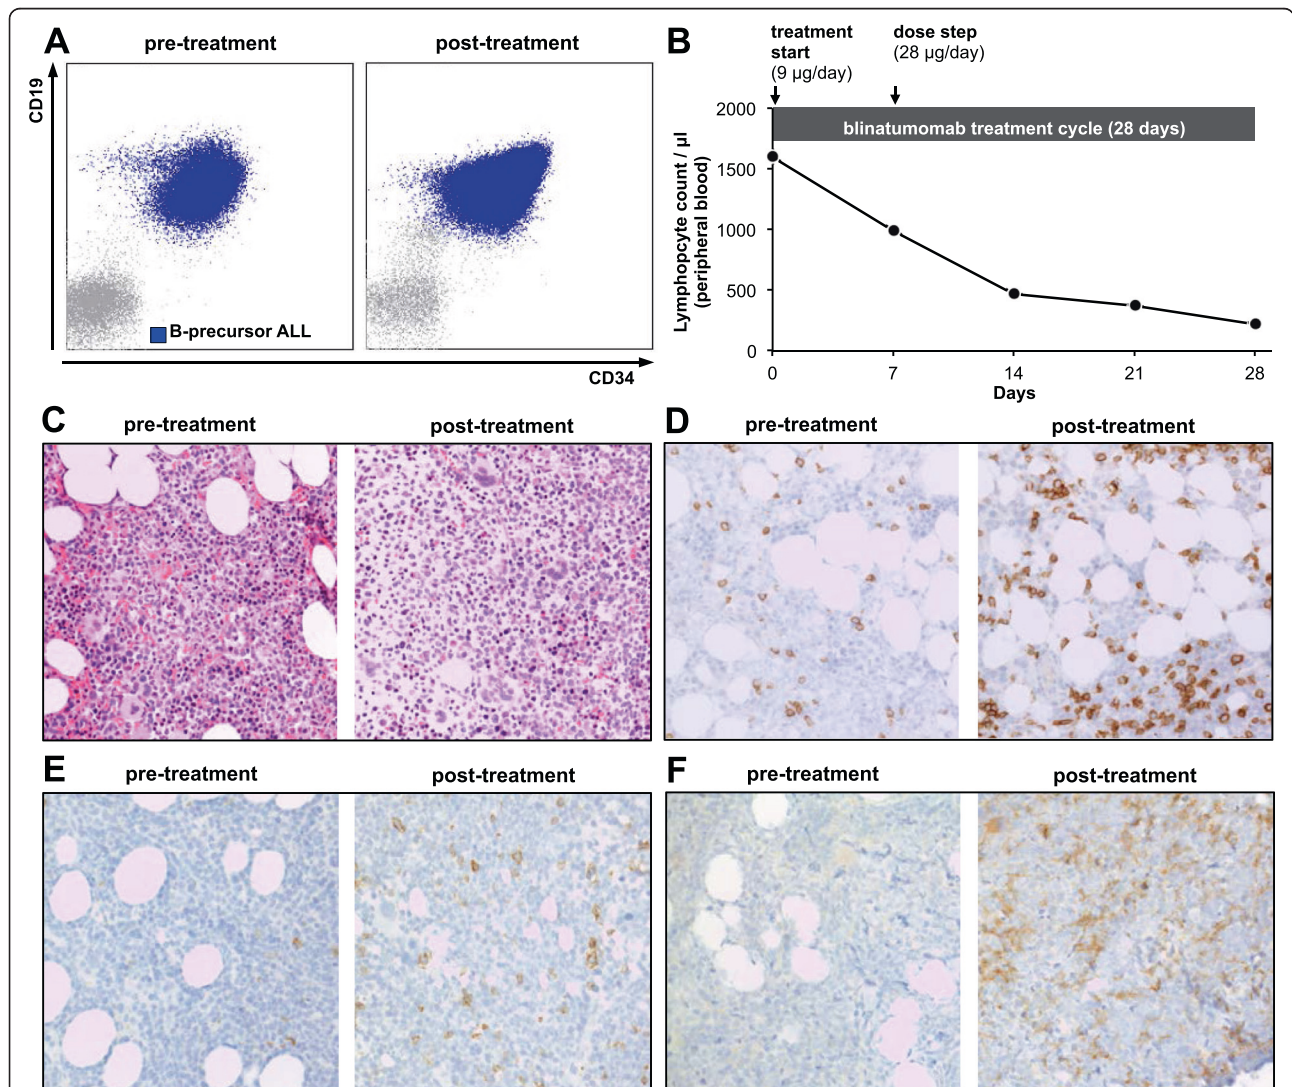 A
pre-treatment
post-treatment
CD19
B-precursor ALL
CD34
B
treatment
start
(9 µg/day)
dose step
(28 µg/day)
blinatumomab treatment cycle (28 days)
Lymphopcyte count / µl
(peripheral blood)
2000
1500
1000
500
0
0
7
14
21
28
Days
C
pre-treatment
post-treatment
D
pre-treatment
post-treatment
E
pre-treatment
post-treatment
F
pre-treatment
post-treatment